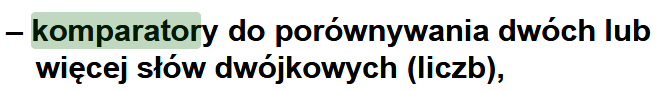 – komparatory do porównywania dwóch lub
więcej słów dwójkowych (liczb),